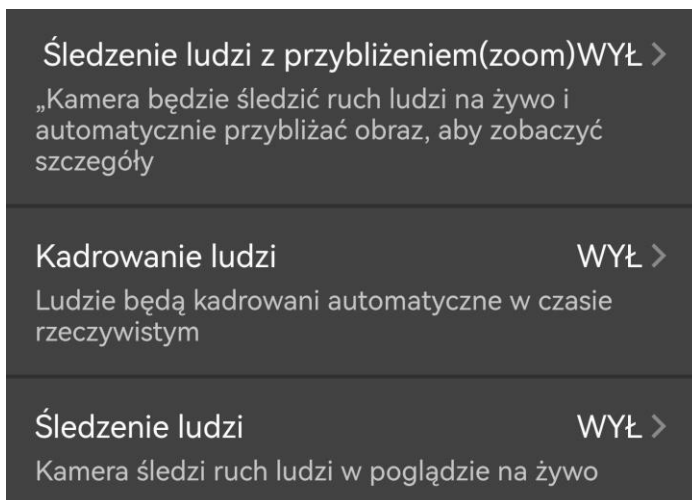 Śledzenie ludzi z przybliżeniem(zoom)WYŁ >
„Kamera będzie śledzić ruch ludzi na żywo i
automatycznie przybliżać obraz, aby zobaczyć
szczegóły
Kadrowanie ludzi WYŁ >
Ludzie będą kadrowani automatyczne w czasie
rzeczywistym
Śledzenie ludzi WYŁ >
Kamera śledzi ruch ludzi w poglądzie na żywo